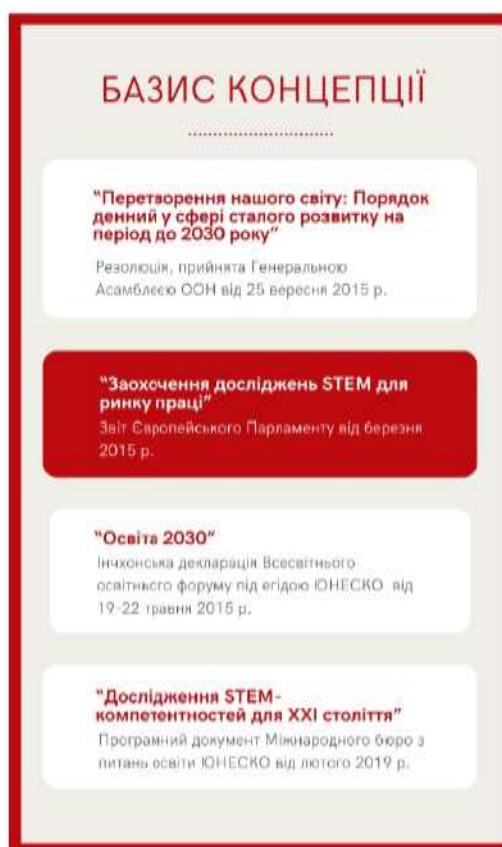 БАЗИС КОНЦЕПЦІЇ
"Перетворення нашого світу: Порядок
денний у сфері сталого розвитку на
період до 2030 року"
Резолюція, прийнята Генеральною
Асамблеєю ООН від 25 вересня 2015 р.
"Заохочення досліджень STEM для
ринку праці"
Звіт Європейського Парламенту від березня
2015 р.
"Освіта 2030"
Інчхонська декларація Всесвітнього
освітнього форуму під егідою ЮНЕСКО від
19-22 травня 2015 р.
"Дослідження STEM-
компетентностей для XXI століття"
Програмний документ Міжнародного бюро з
питань освіти ЮНЕСКО від лютого 2019 р.